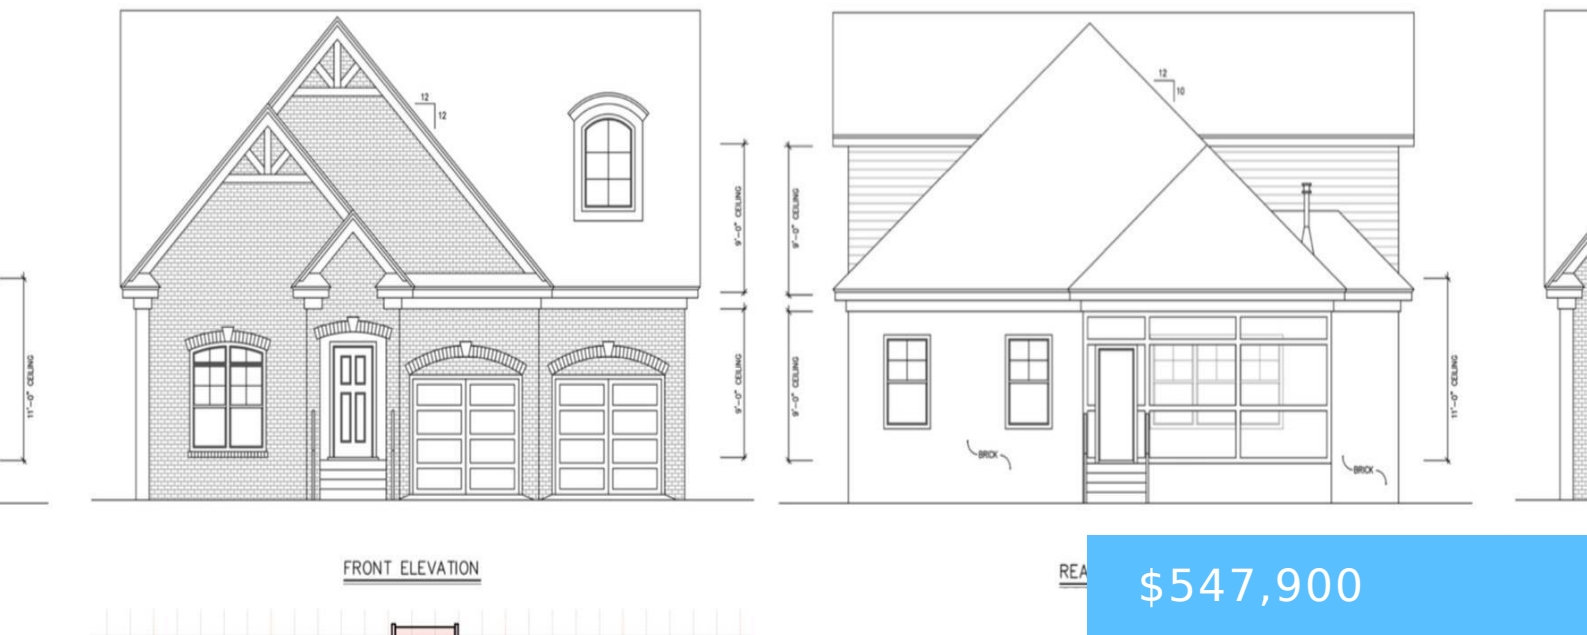 12
12
12
10
9'-0" CEILING
9'-0" CEILING
11'-0" CEILING
9'-0" CEILING
9'-0" CEILING
11'-0" CEILING
BRICK
BRICK
FRONT ELEVATION
REA
$547,900